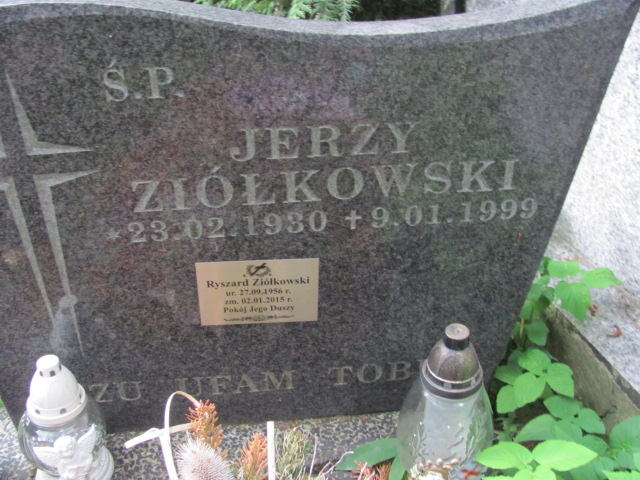 Ś.P.
JERZY
ZIÓŁKOWSKI
*23.02.1930 ✝9.01.1999
Ryszard Ziółkowski
ur. 27.09.1956 r.
zm. 02.01.2015 r.
Pokój Jego Duszy
ZU UFAM TOB